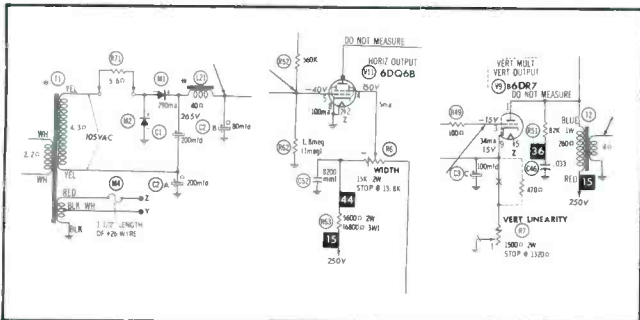 R71
5.6Ω
*
T1
YEL
M1
L21
290ma
40Ω
265V
M2
C1
C2 B
80mfd
4.3Ω
105VAC
200mfd
WH
2.2Ω
WH
YEL
C2 A
200mfd
RED
M4
Z
BLK WH
Y
BLK
1 1/2" LENGTH
OF #26 WIRE
DO NOT MEASURE
HORIZ OUTPUT
V11
6DQ6B
R52
560K
-40V
150V
100ma
Z
5ma
R62
1.8meg
(1meg)
R6
WIDTH
15K 2W
STOP @ 13.8K
C52
8200
mmf
44
R63
5600Ω 2W
(6800Ω 3W)
15
250V
VERT MULT
VERT OUTPUT
V9 B
6DR7
DO NOT MEASURE
R49
100Ω
-15V
BLUE
T2
R51
82K
1W
260Ω
34ma
15V
Z
36
C46
.033
RED
15
250V
C3 C
100mfd
470Ω
VERT LINEARITY
R7
1500Ω 2W
STOP @ 1320Ω